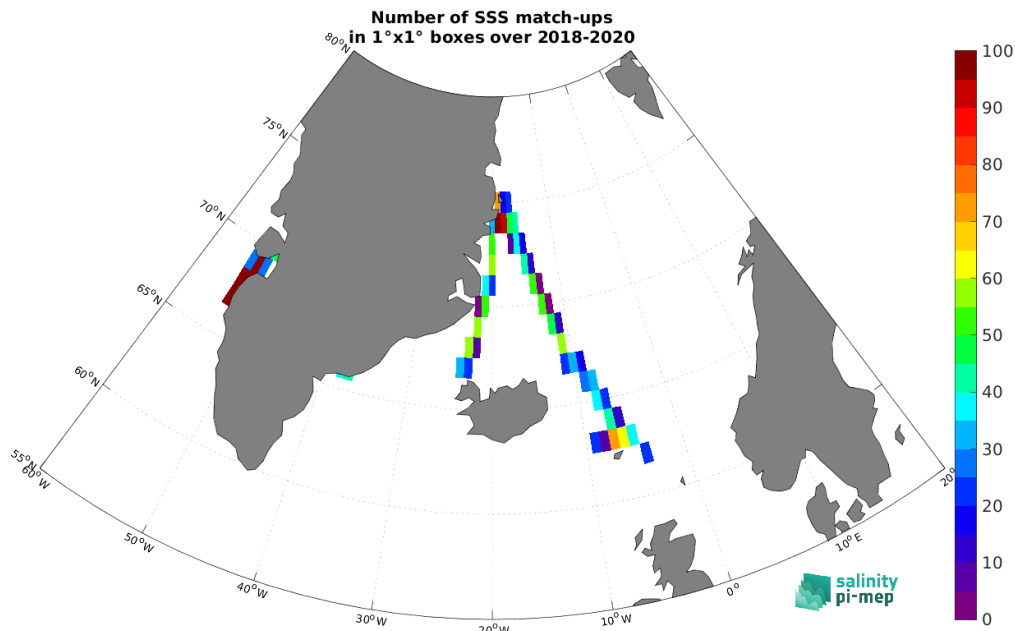 Number of SSS match-ups
in 1°x1° boxes over 2018-2020
80°N
75°N
70°N
65°N
60°N
55°N
60°W
50°W
40°W
30°W
20°W
10°W
0°
10°E
20°
100
90
80
70
60
50
40
30
20
10
0
salinity
pi-mep